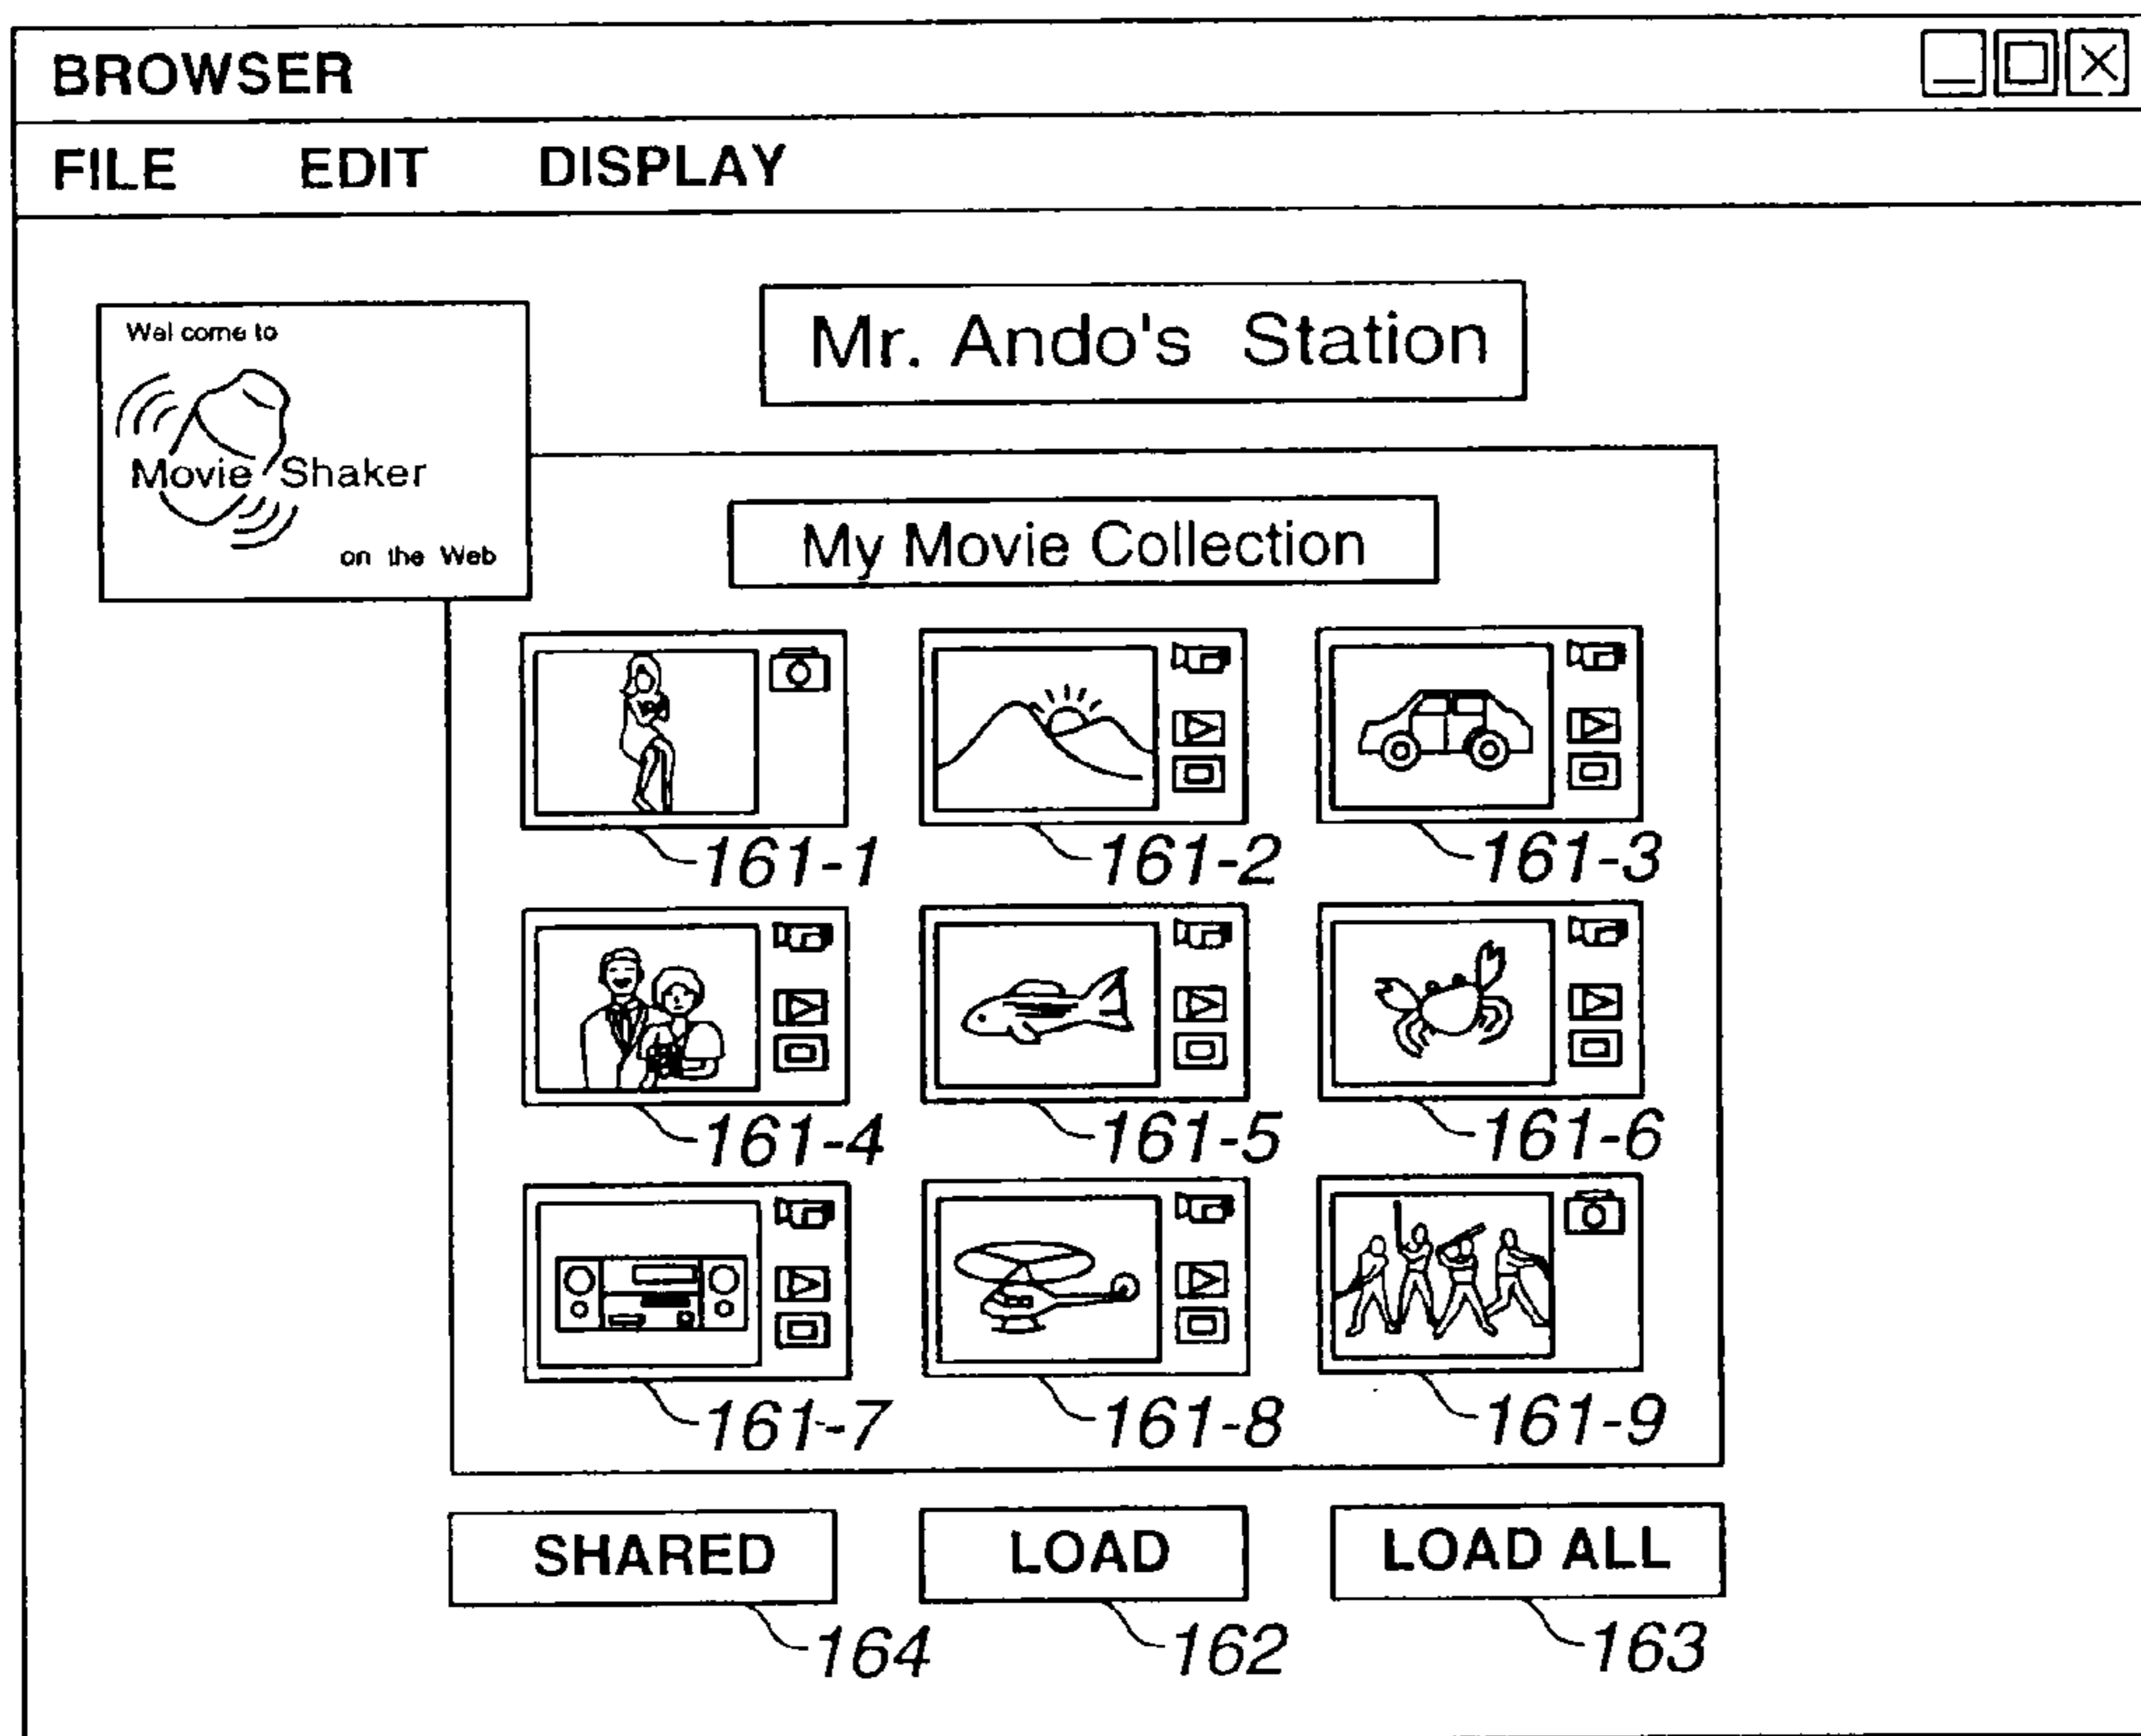 BROWSER
FILE EDIT DISPLAY
Wel come to
Movie Shaker
on the Web
Mr. Ando's Station
My Movie Collection
161-1 161-2 161-3
161-4 161-5 161-6
161-7 161-8 161-9
SHARED LOAD LOAD ALL
164 162 163